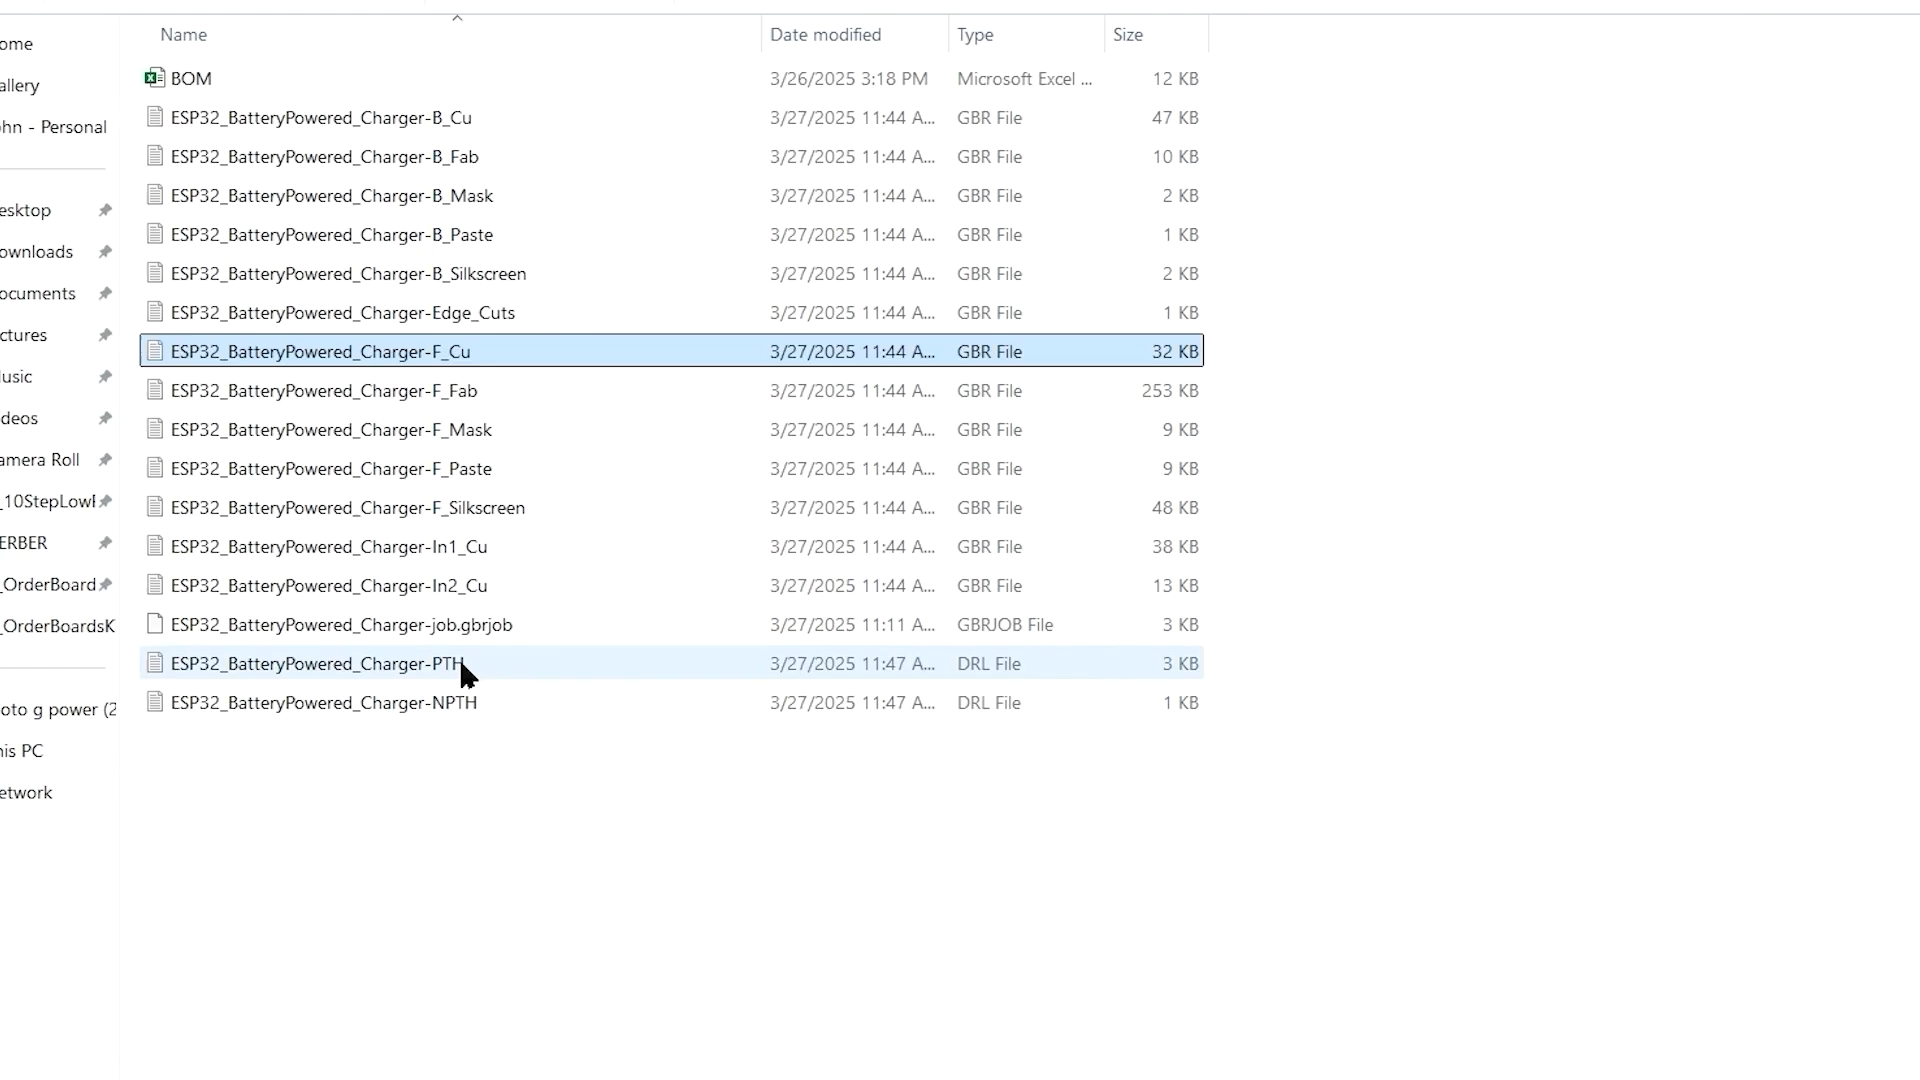 Name Date modified Type Size
BOM 3/26/2025 3:18 PM Microsoft Excel ... 12 KB
ESP32_BatteryPowered_Charger-B_Cu 3/27/2025 11:44 A... GBR File 47 KB
ESP32_BatteryPowered_Charger-B_Fab 3/27/2025 11:44 A... GBR File 10 KB
ESP32_BatteryPowered_Charger-B_Mask 3/27/2025 11:44 A... GBR File 2 KB
ESP32_BatteryPowered_Charger-B_Paste 3/27/2025 11:44 A... GBR File 1 KB
ESP32_BatteryPowered_Charger-B_Silkscreen 3/27/2025 11:44 A... GBR File 2 KB
ESP32_BatteryPowered_Charger-Edge_Cuts 3/27/2025 11:44 A... GBR File 1 KB
ESP32_BatteryPowered_Charger-F_Cu 3/27/2025 11:44 A... GBR File 32 KB
ESP32_BatteryPowered_Charger-F_Fab 3/27/2025 11:44 A... GBR File 253 KB
ESP32_BatteryPowered_Charger-F_Mask 3/27/2025 11:44 A... GBR File 9 KB
ESP32_BatteryPowered_Charger-F_Paste 3/27/2025 11:44 A... GBR File 9 KB
ESP32_BatteryPowered_Charger-F_Silkscreen 3/27/2025 11:44 A... GBR File 48 KB
ESP32_BatteryPowered_Charger-In1_Cu 3/27/2025 11:44 A... GBR File 38 KB
ESP32_BatteryPowered_Charger-In2_Cu 3/27/2025 11:44 A... GBR File 13 KB
ESP32_BatteryPowered_Charger-job.gbrjob 3/27/2025 11:11 A... GBRJOB File 3 KB
ESP32_BatteryPowered_Charger-PTH 3/27/2025 11:47 A... DRL File 3 KB
ESP32_BatteryPowered_Charger-NPTH 3/27/2025 11:47 A... DRL File 1 KB
ome
allery
hn - Personal
esktop
ownloads
ocuments
ctures
usic
deos
amera Roll
_10StepLow
ERBER
_OrderBoard
_OrderBoardsK
oto g power (2
his PC
etwork